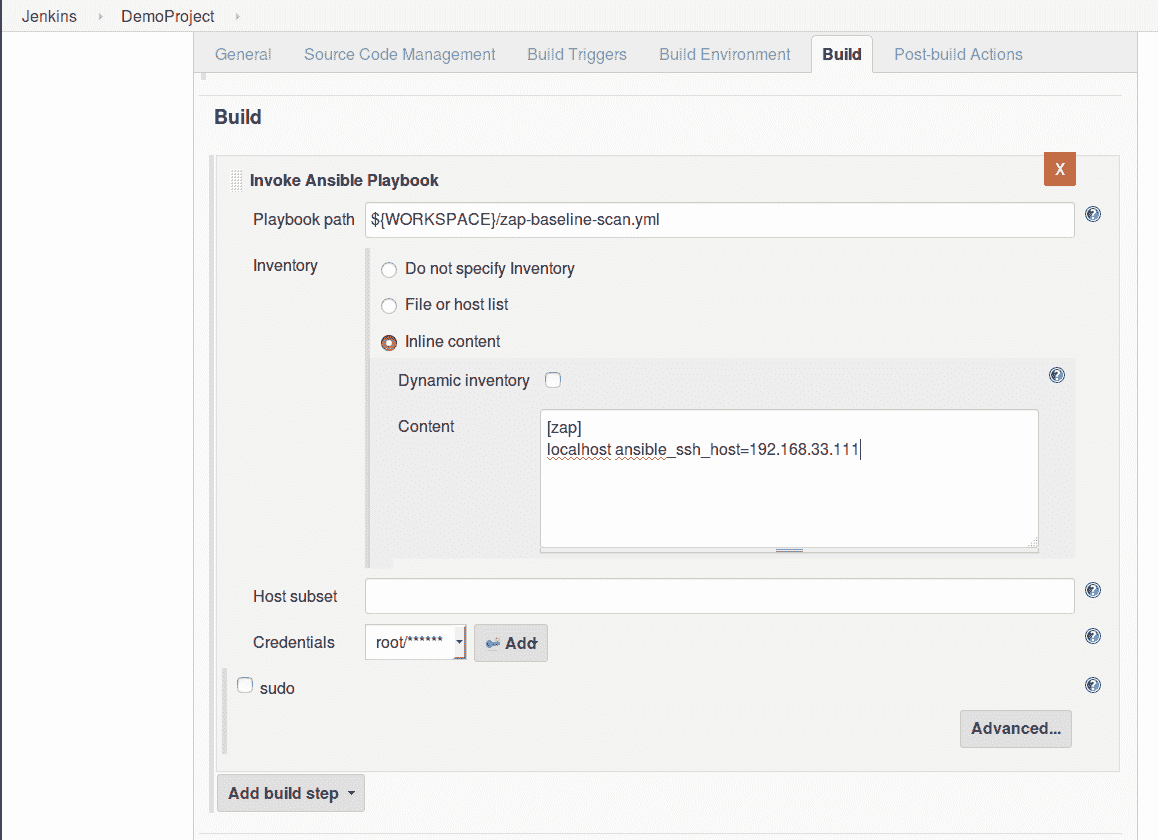 Jenkins DemoProject
General Source Code Management Build Triggers Build Environment Build Post-build Actions
Build
X
Invoke Ansible Playbook
Playbook path ${WORKSPACE}/zap-baseline-scan.yml
Inventory
Do not specify Inventory
File or host list
Inline content
Dynamic inventory
Content
[zap]
localhost ansible_ssh_host=192.168.33.111
Host subset
Credentials root/****** Add
sudo
Advanced...
Add build step